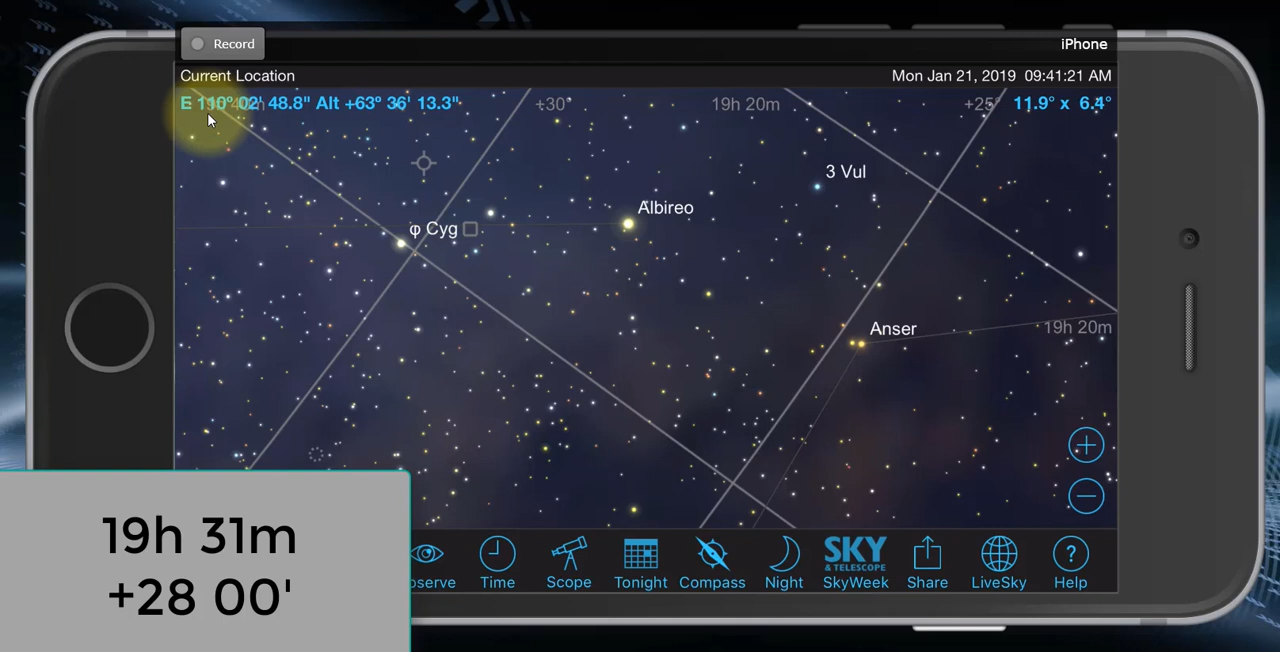 Record
iPhone
Current Location
Mon Jan 21, 2019 09:41:21 AM
E 110° 02' 48.8" Alt +63° 36' 13.3"
+30°
19h 20m
+25°
11.9° x 6.4°
3 Vul
Albireo
φ Cyg
Anser
19h 20m
19h 31m
+28 00'
Time
Scope
Tonight
Compass
Night
SKY
& TELESCOPE
SkyWeek
Share
LiveSky
?
Help